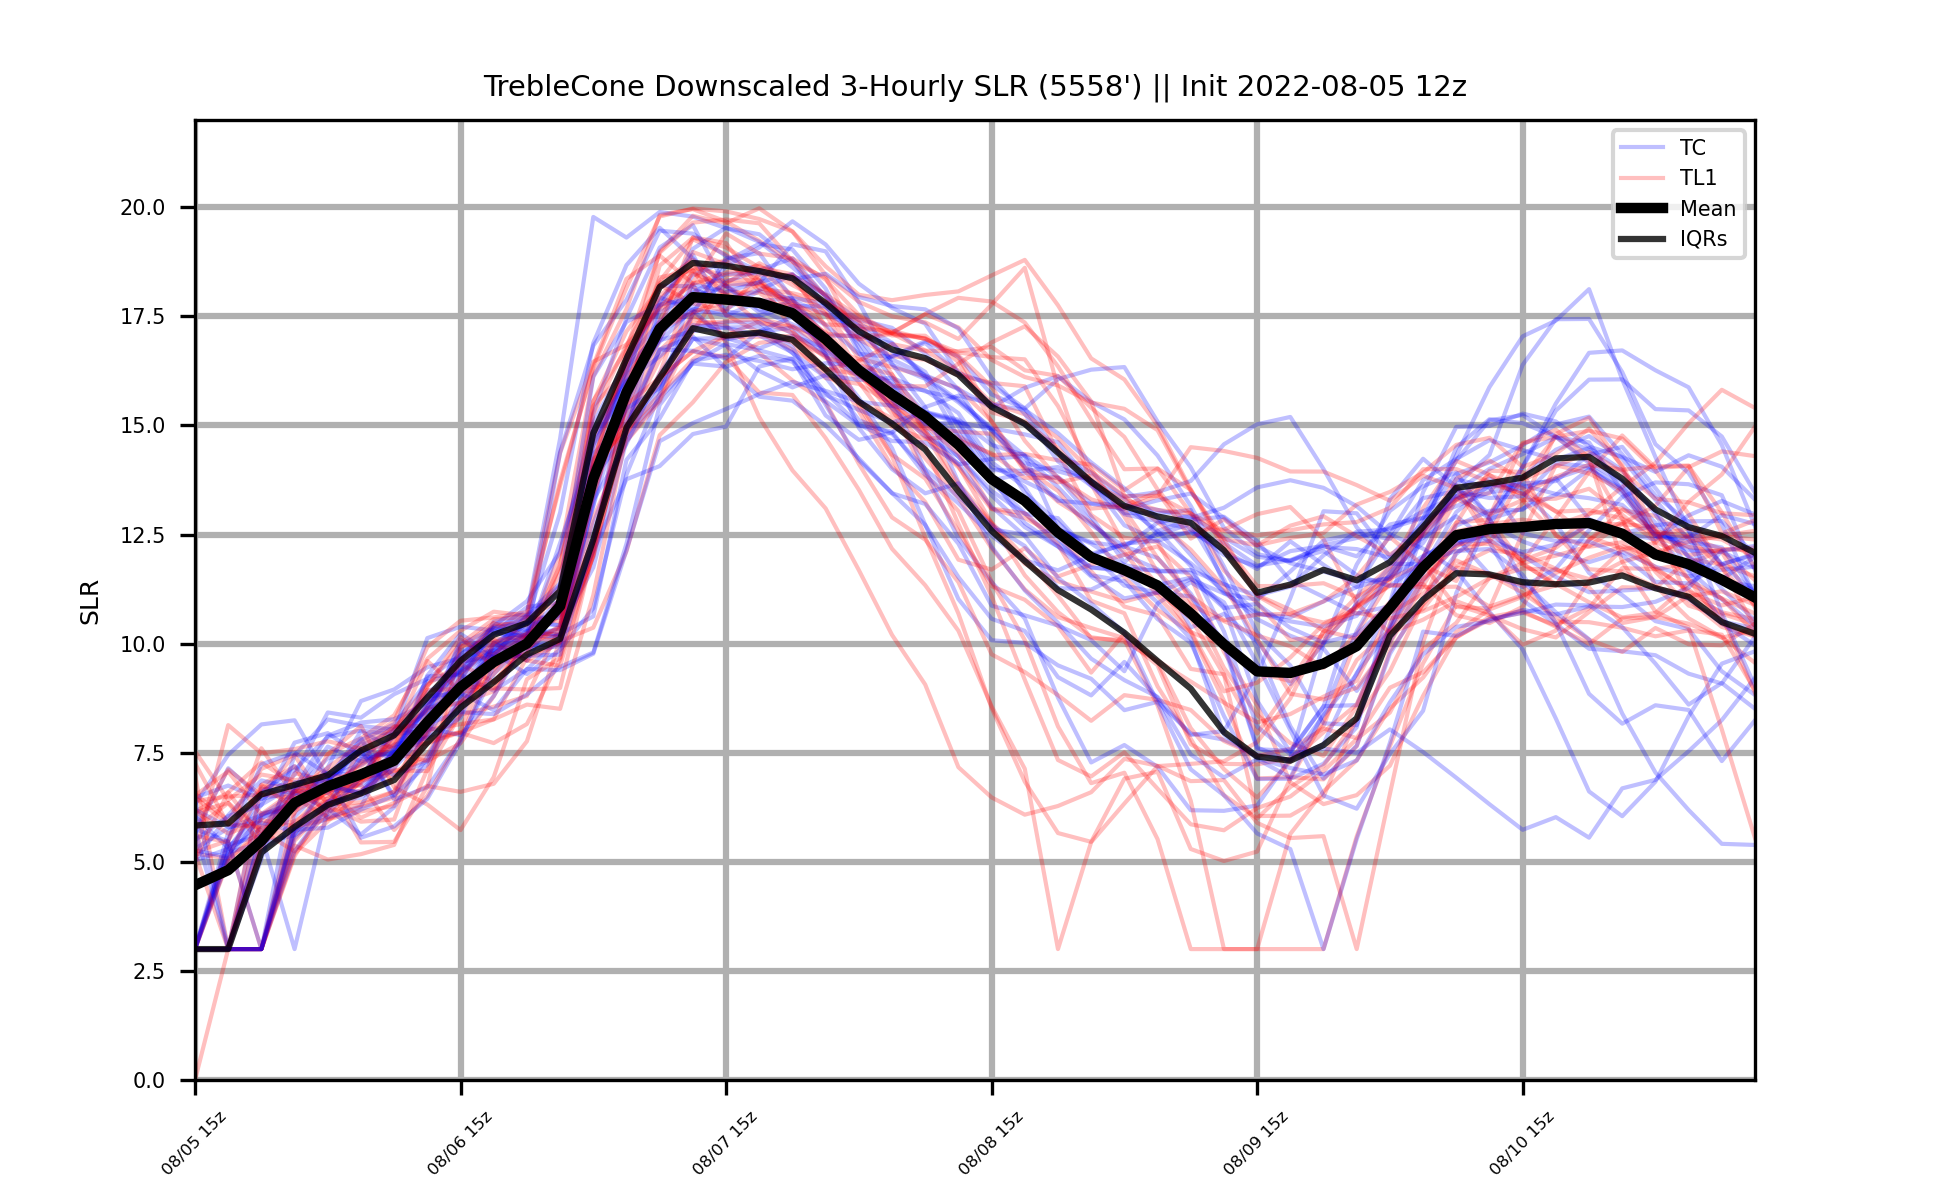 TrebleCone Downscaled 3-Hourly SLR (5558') || Init 2022-08-05 12z
TC
TL1
Mean
IQRs
20.0
17.5
15.0
12.5
10.0
7.5
5.0
2.5
0.0
SLR
08/05 15z
08/06 15z
08/07 15z
08/08 15z
08/09 15z
08/10 15z